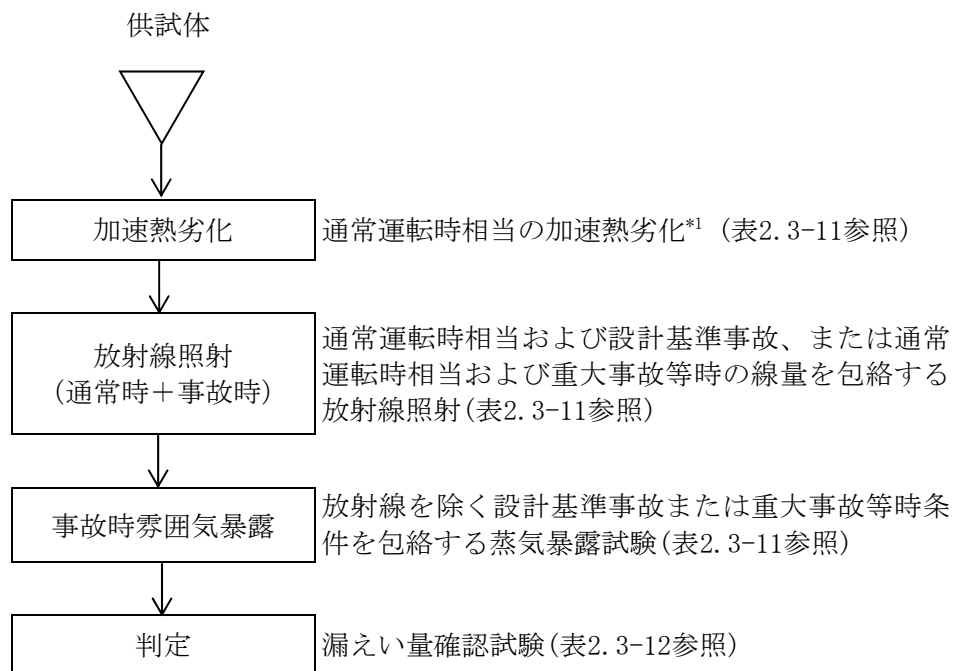 供試体
加速熱劣化
通常運転時相当の加速熱劣化*1 (表2.3-11参照)
放射線照射
(通常時＋事故時)
通常運転時相当および設計基準事故、または通常
運転時相当および重大事故等時の線量を包絡する
放射線照射(表2.3-11参照)
事故時雰囲気暴露
放射線を除く設計基準事故または重大事故等時条
件を包絡する蒸気暴露試験(表2.3-11参照)
判定
漏えい量確認試験(表2.3-12参照)